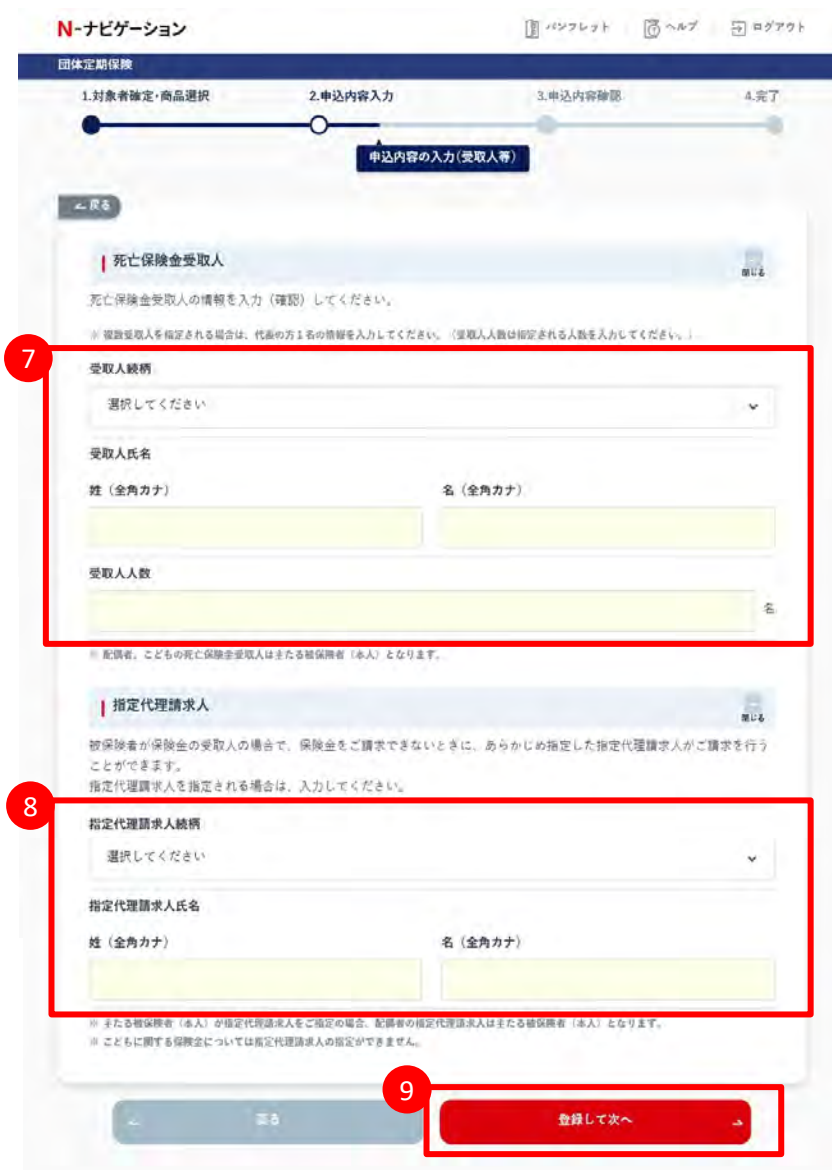 N-ナビゲーション
パンフレット
ヘルプ
ログアウト
団体定期保険
1.対象者確定・商品選択
2.申込内容入力
3.申込内容確認
4.完了
申込内容の入力(受取人等)
戻る
死亡保険金受取人
閉じる
死亡保険金受取人の情報を入力（確認）してください。
※ 複数受取人を指定される場合は、代表の方１名の情報を入力してください。（受取人人数は指定される人数を入力してください。）
7
受取人続柄
選択してください
受取人氏名
姓（全角カナ）
名（全角カナ）
受取人人数
名
※ 配偶者、こどもの死亡保険金受取人は主たる被保険者（本人）となります。
指定代理請求人
閉じる
被保険者が保険金の受取人の場合で、保険金をご請求できないときに、あらかじめ指定した指定代理請求人がご請求を行う
ことができます。
指定代理請求人を指定される場合は、入力してください。
8
指定代理請求人続柄
選択してください
指定代理請求人氏名
姓（全角カナ）
名（全角カナ）
※ 主たる被保険者（本人）が指定代理請求人をご指定の場合、配偶者の指定代理請求人は主たる被保険者（本人）となります。
※ こどもに関する保険金については指定代理請求人の指定ができません。
9
戻る
登録して次へ